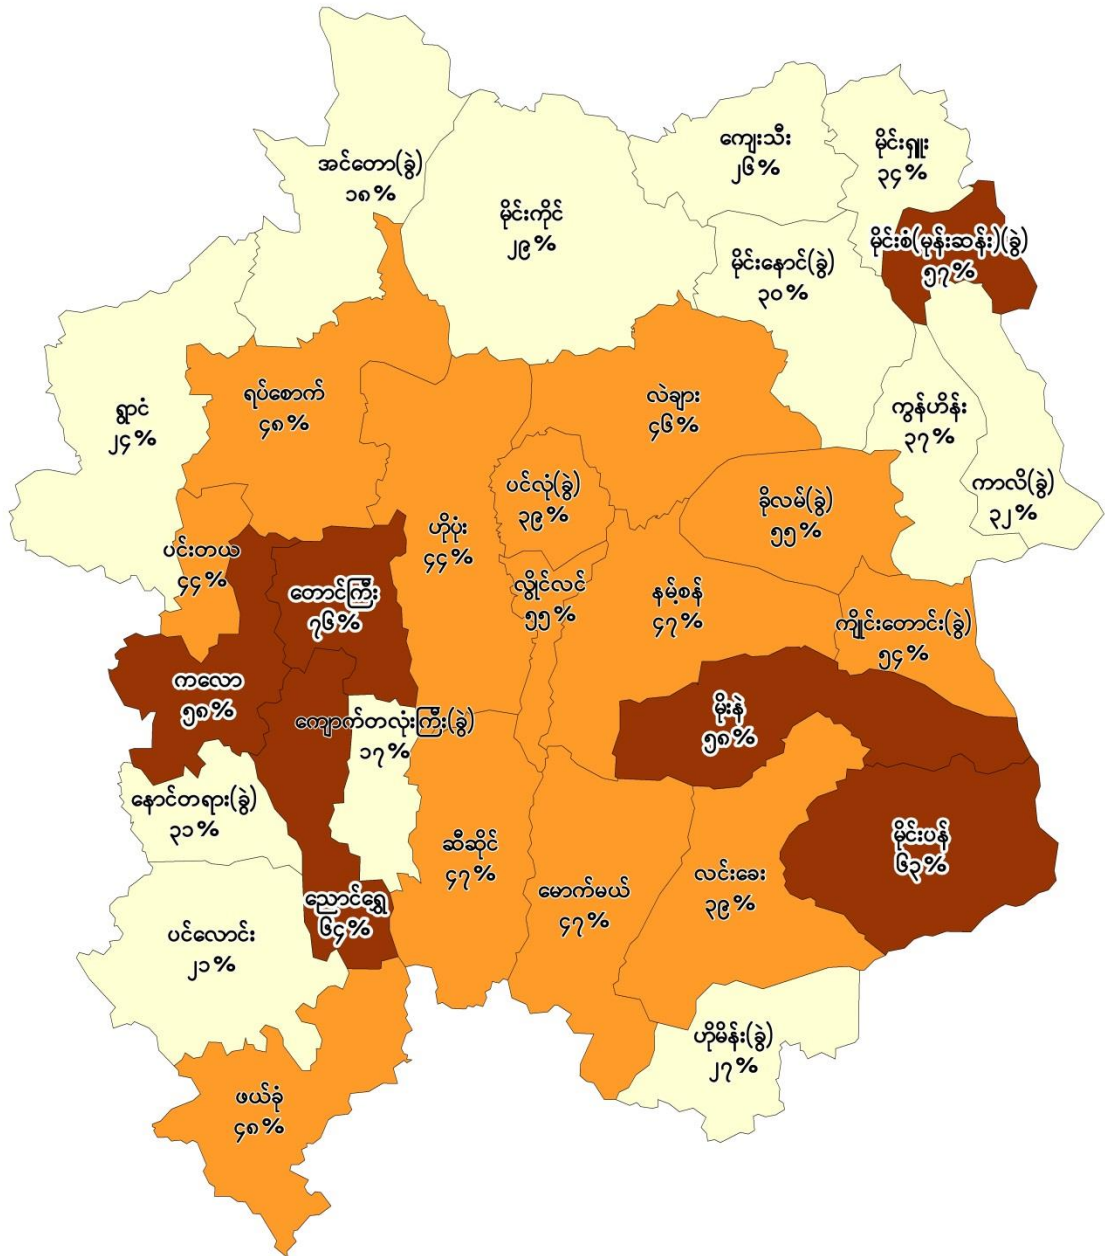 ကျေးသီး
၂၆%
မိုင်းရှူး
၃၄%
အင်တော(ခွဲ)
၁၈%
မိုင်းကိုင်
၂၉%
မိုင်းစံ(မုန်းဆန်း)(ခွဲ)
၅၇%
မိုင်းနောင်(ခွဲ)
၃၀%
ရပ်စောက်
၄၈%
လဲချား
၄၆%
ရွာငံ
၂၄%
ကွန်ဟိန်း
၃၇%
ကာလိ(ခွဲ)
၃၂%
ပင်လုံ(ခွဲ)
၃၉%
ခိုလမ်(ခွဲ)
၅၅%
ဟိုပုံး
၄၄%
ပင်းတယ
၄၄%
တောင်ကြီး
၇၆%
လွိုင်လင်
၅၅%
နမ့်စန်
၄၇%
ကျိုင်းတောင်း(ခွဲ)
၅၄%
ကလော
၅၈%
ကျောက်တလုံးကြီး(ခွဲ)
၁၇%
မိုးနဲ
၅၈%
နောင်တရား(ခွဲ)
၃၁%
ဆီဆိုင်
၄၇%
မိုင်းပန်
၆၃%
မောက်မယ်
၄၇%
လင်းခေး
၃၉%
ညောင်ရွှေ
၆၄%
ပင်လောင်း
၂၁%
ဟိုမိန်း(ခွဲ)
၂၇%
ဖယ်ခုံ
၄၈%